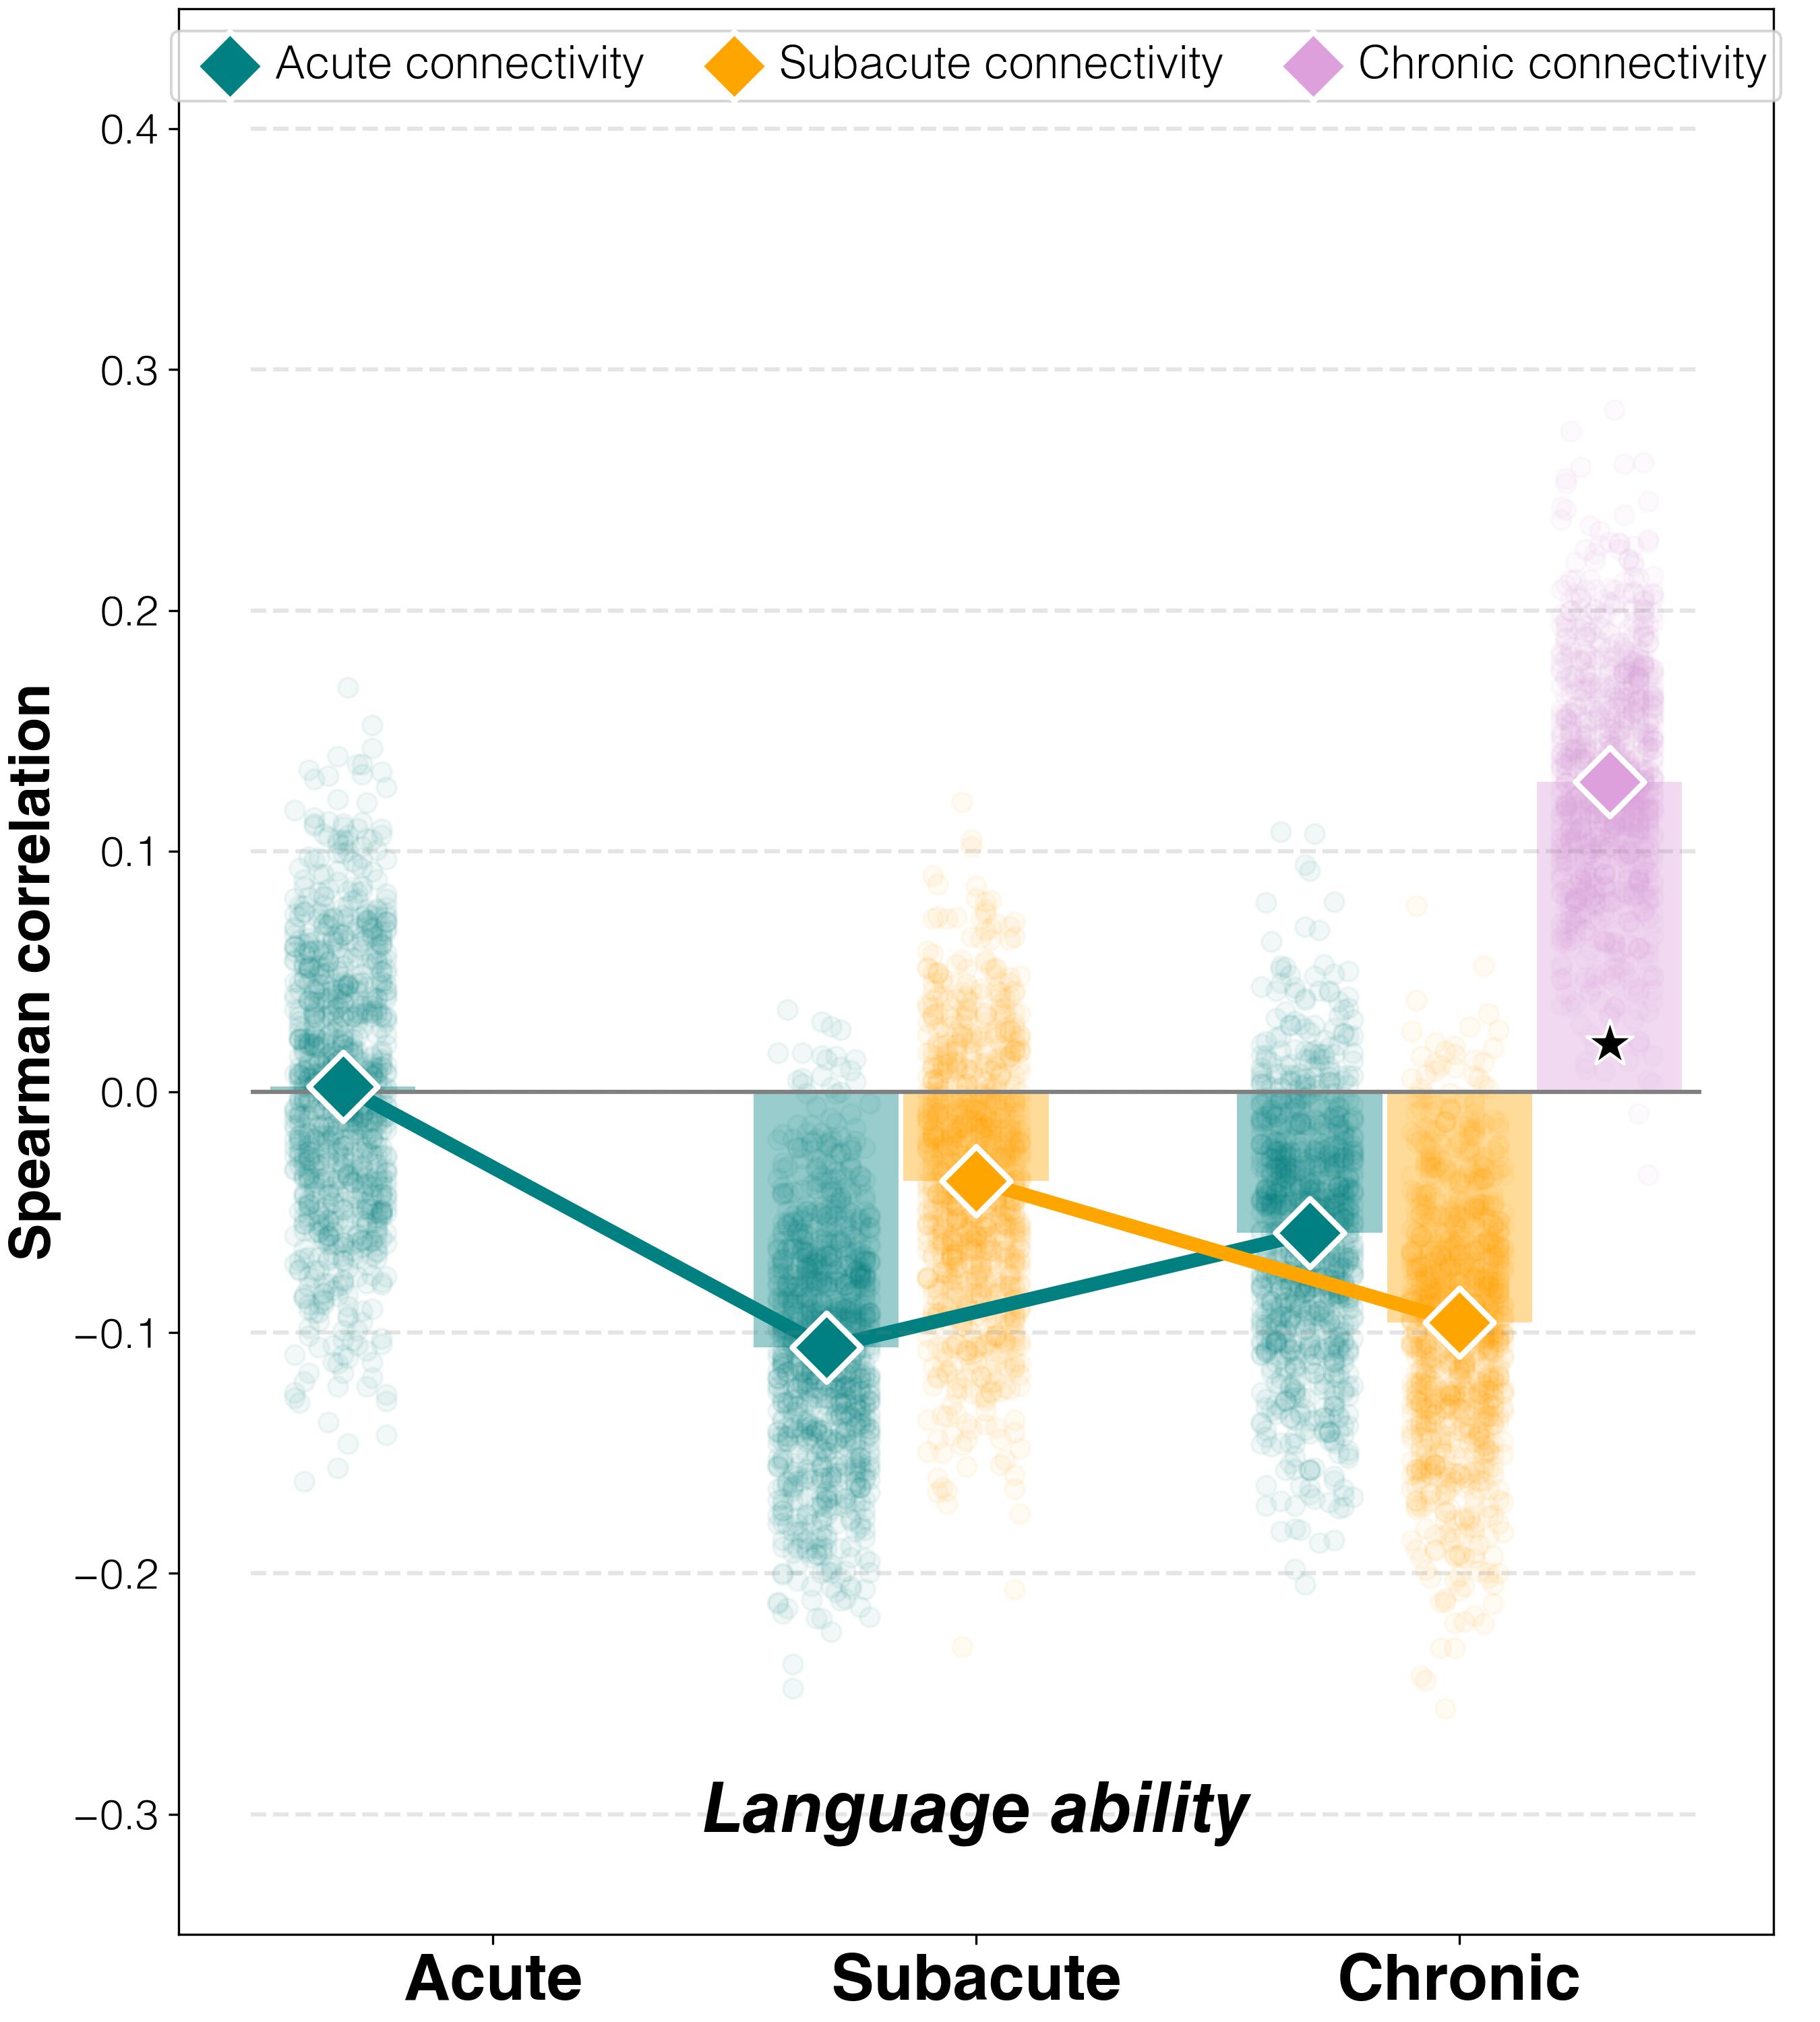 Acute connectivity Subacute connectivity Chronic connectivity
Spearman correlation
0.4
0.3
0.2
0.1
0.0
−0.1
−0.2
−0.3
Language ability
Acute Subacute Chronic